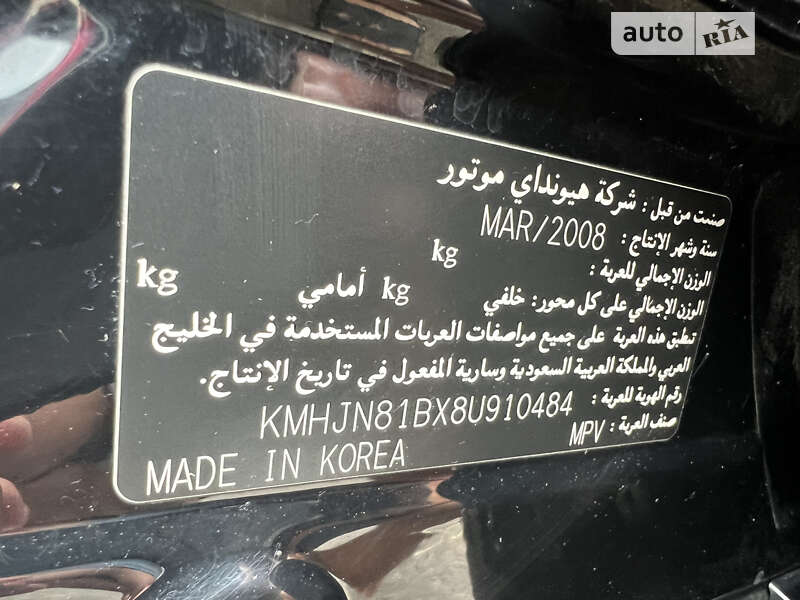 auto RIA
صنعت من قبل : شركة هيونداي موتور
سنة وشهر الإنتاج : MAR/2008
الوزن الإجمالي للعربة : kg
الوزن الإجمالي على كل محور : خلفي kg أمامي kg
تطبق هذه العربة على جميع مواصفات العربات المستخدمة في الخليج
العربي والمملكة العربية السعودية وسارية المفعول في تاريخ الإنتاج.
رقم الهوية للعربة : KMHJN81BX8U910484
صنف العربة : MPV
MADE IN KOREA